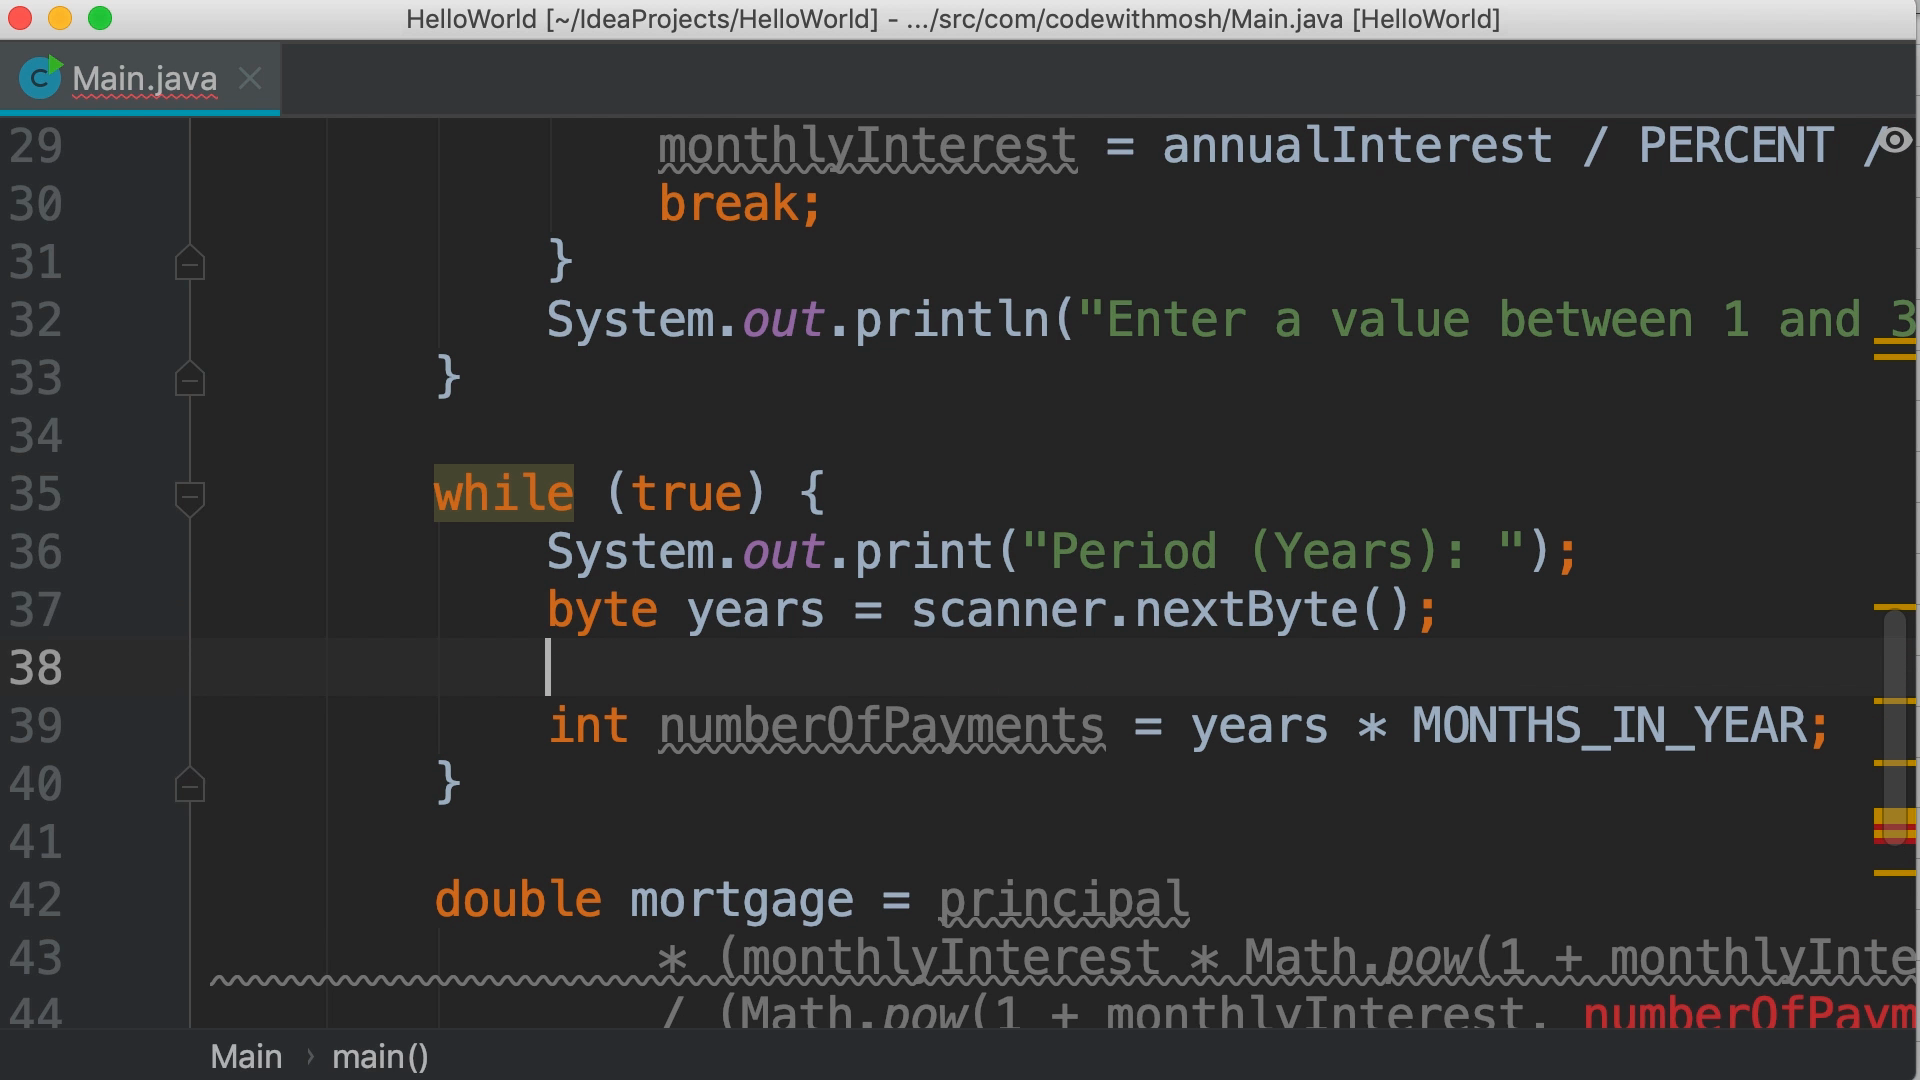 HelloWorld [~/IdeaProjects/HelloWorld] - .../src/com/codewithmosh/Main.java [HelloWorld]
C Main.java
29 monthlyInterest = annualInterest / PERCENT /
30 break;
31 }
32 System.out.println("Enter a value between 1 and 3
33 }
34
35 while (true) {
36 System.out.print("Period (Years): ");
37 byte years = scanner.nextByte();
38
39 int numberOfPayments = years * MONTHS_IN_YEAR;
40 }
41
42 double mortgage = principal
43 * (monthlyInterest * Math.pow(1 + monthlyInte
44 / (Math.pow(1 + monthlyInterest, numberOfPaym
Main › main()